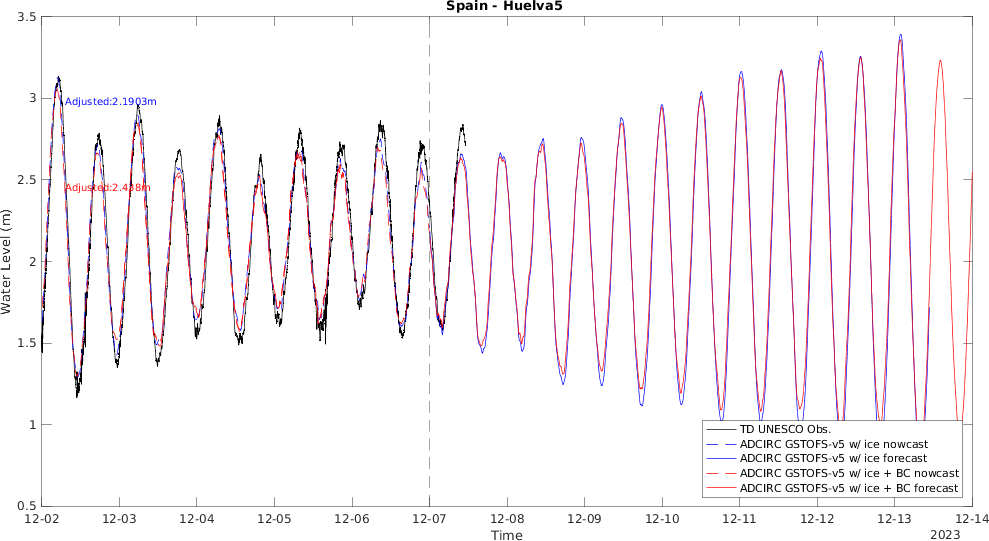 Spain - Huelva5
3.5
3
2.5
2
1.5
1
0.5
Water Level (m)
Adjusted:2.1903m
Adjusted:2.438m
TD UNESCO Obs.
ADCIRC GSTOFS-v5 w/ ice nowcast
ADCIRC GSTOFS-v5 w/ ice forecast
ADCIRC GSTOFS-v5 w/ ice + BC nowcast
ADCIRC GSTOFS-v5 w/ ice + BC forecast
12-02 12-03 12-04 12-05 12-06 12-07 12-08 12-09 12-10 12-11 12-12 12-13 12-14
Time
2023